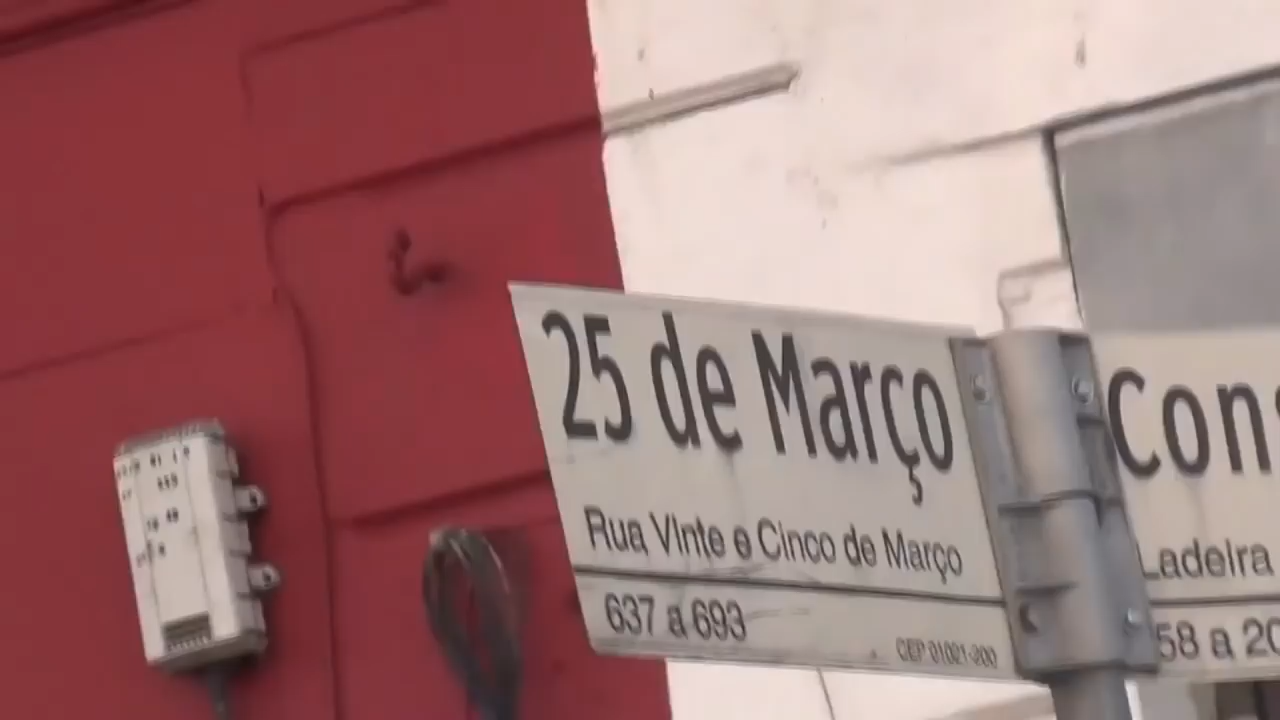 25 de Março
Rua Vinte e Cinco de Março
637 a 693
CEP 01021-200
Con
Ladeira
58 a 20